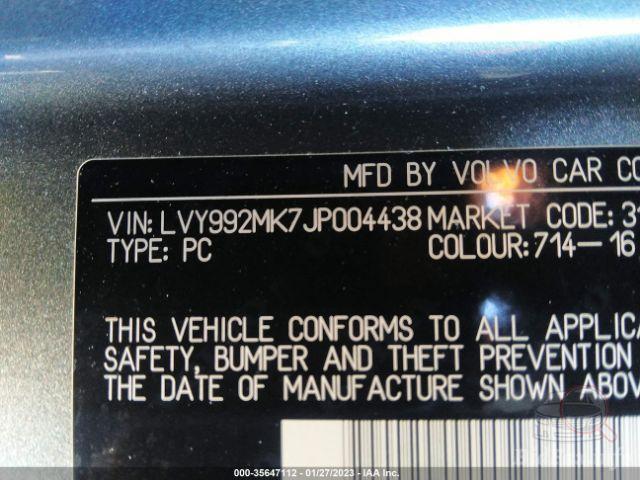 MFD BY VOLVO CAR CO
VIN: LVY992MK7JP004438 MARKET CODE: 3
TYPE: PC COLOUR: 714-16
THIS VEHICLE CONFORMS TO ALL APPLICA
SAFETY, BUMPER AND THEFT PREVENTION
THE DATE OF MANUFACTURE SHOWN ABOV
000-35647112 - 01/27/2023 - IAA Inc.